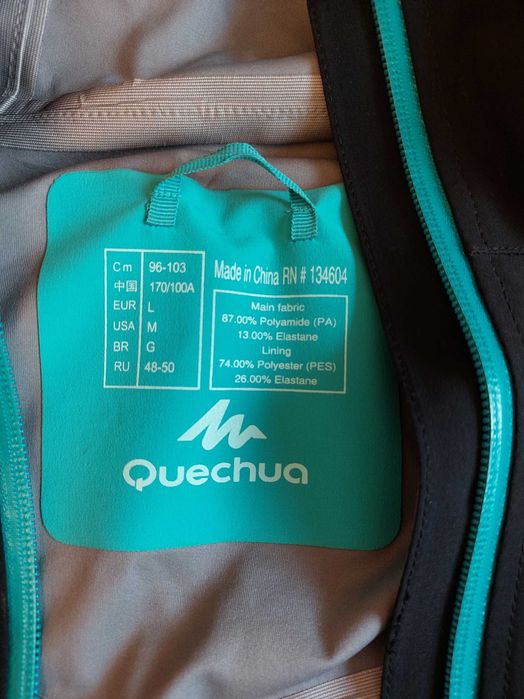 Cm 96-103
中国 170/100A
EUR L
USA M
BR G
RU 48-50
Made in China RN # 134604
Main fabric
87.00% Polyamide (PA)
13.00% Elastane
Lining
74.00% Polyester (PES)
26.00% Elastane
Quechua